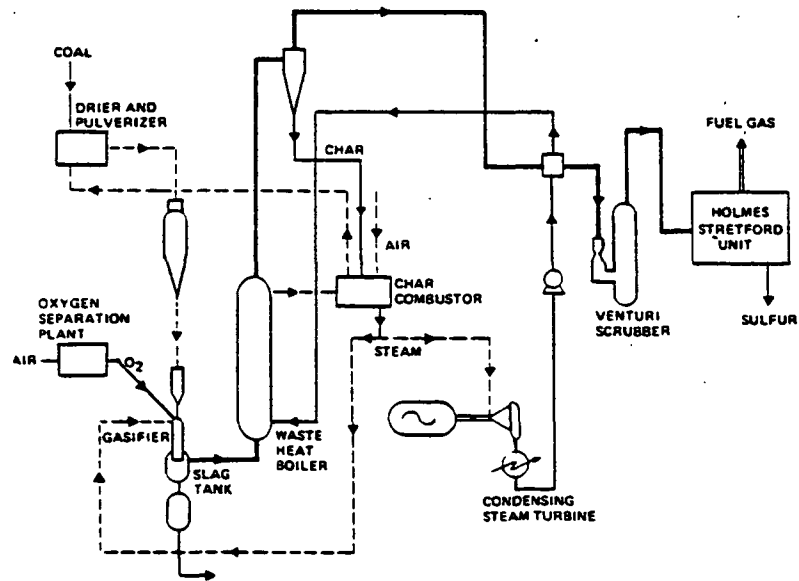 COAL
DRIER AND
PULVERIZER
CHAR
AIR
CHAR
COMBUSTOR
FUEL GAS
HOLMES
STRETFORD
UNIT
SULFUR
VENTURI
SCRUBBER
OXYGEN
SEPARATION
PLANT
AIR
O2
STEAM
GASIFIER
SLAG
TANK
WASTE
HEAT
BOILER
CONDENSING
STEAM TURBINE